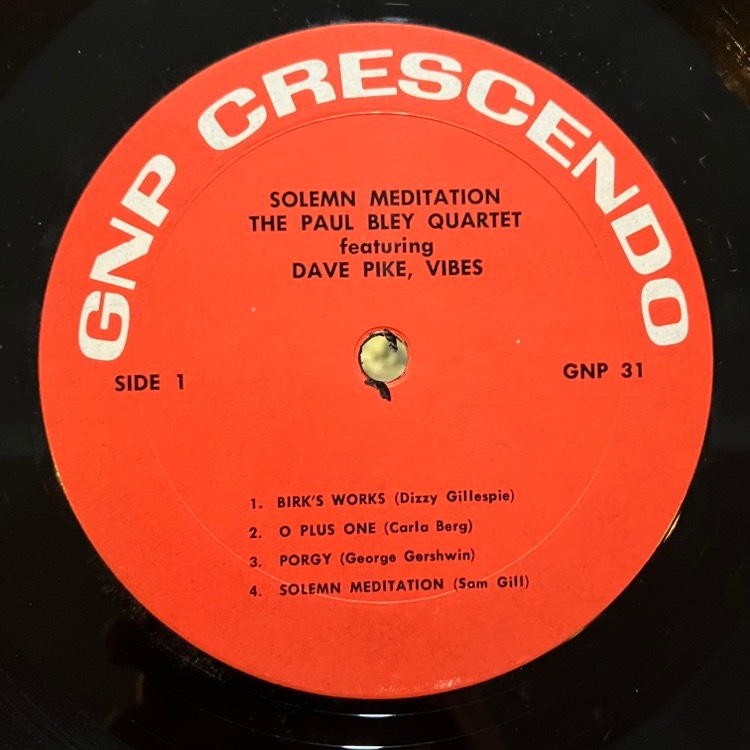 GNP CRESCENDO
SOLEMN MEDITATION
THE PAUL BLEY QUARTET
featuring
DAVE PIKE, VIBES
SIDE 1
GNP 31
1. BIRK'S WORKS (Dizzy Gillespie)
2. O PLUS ONE (Carla Berg)
3. PORGY (George Gershwin)
4. SOLEMN MEDITATION (Sam Gill)